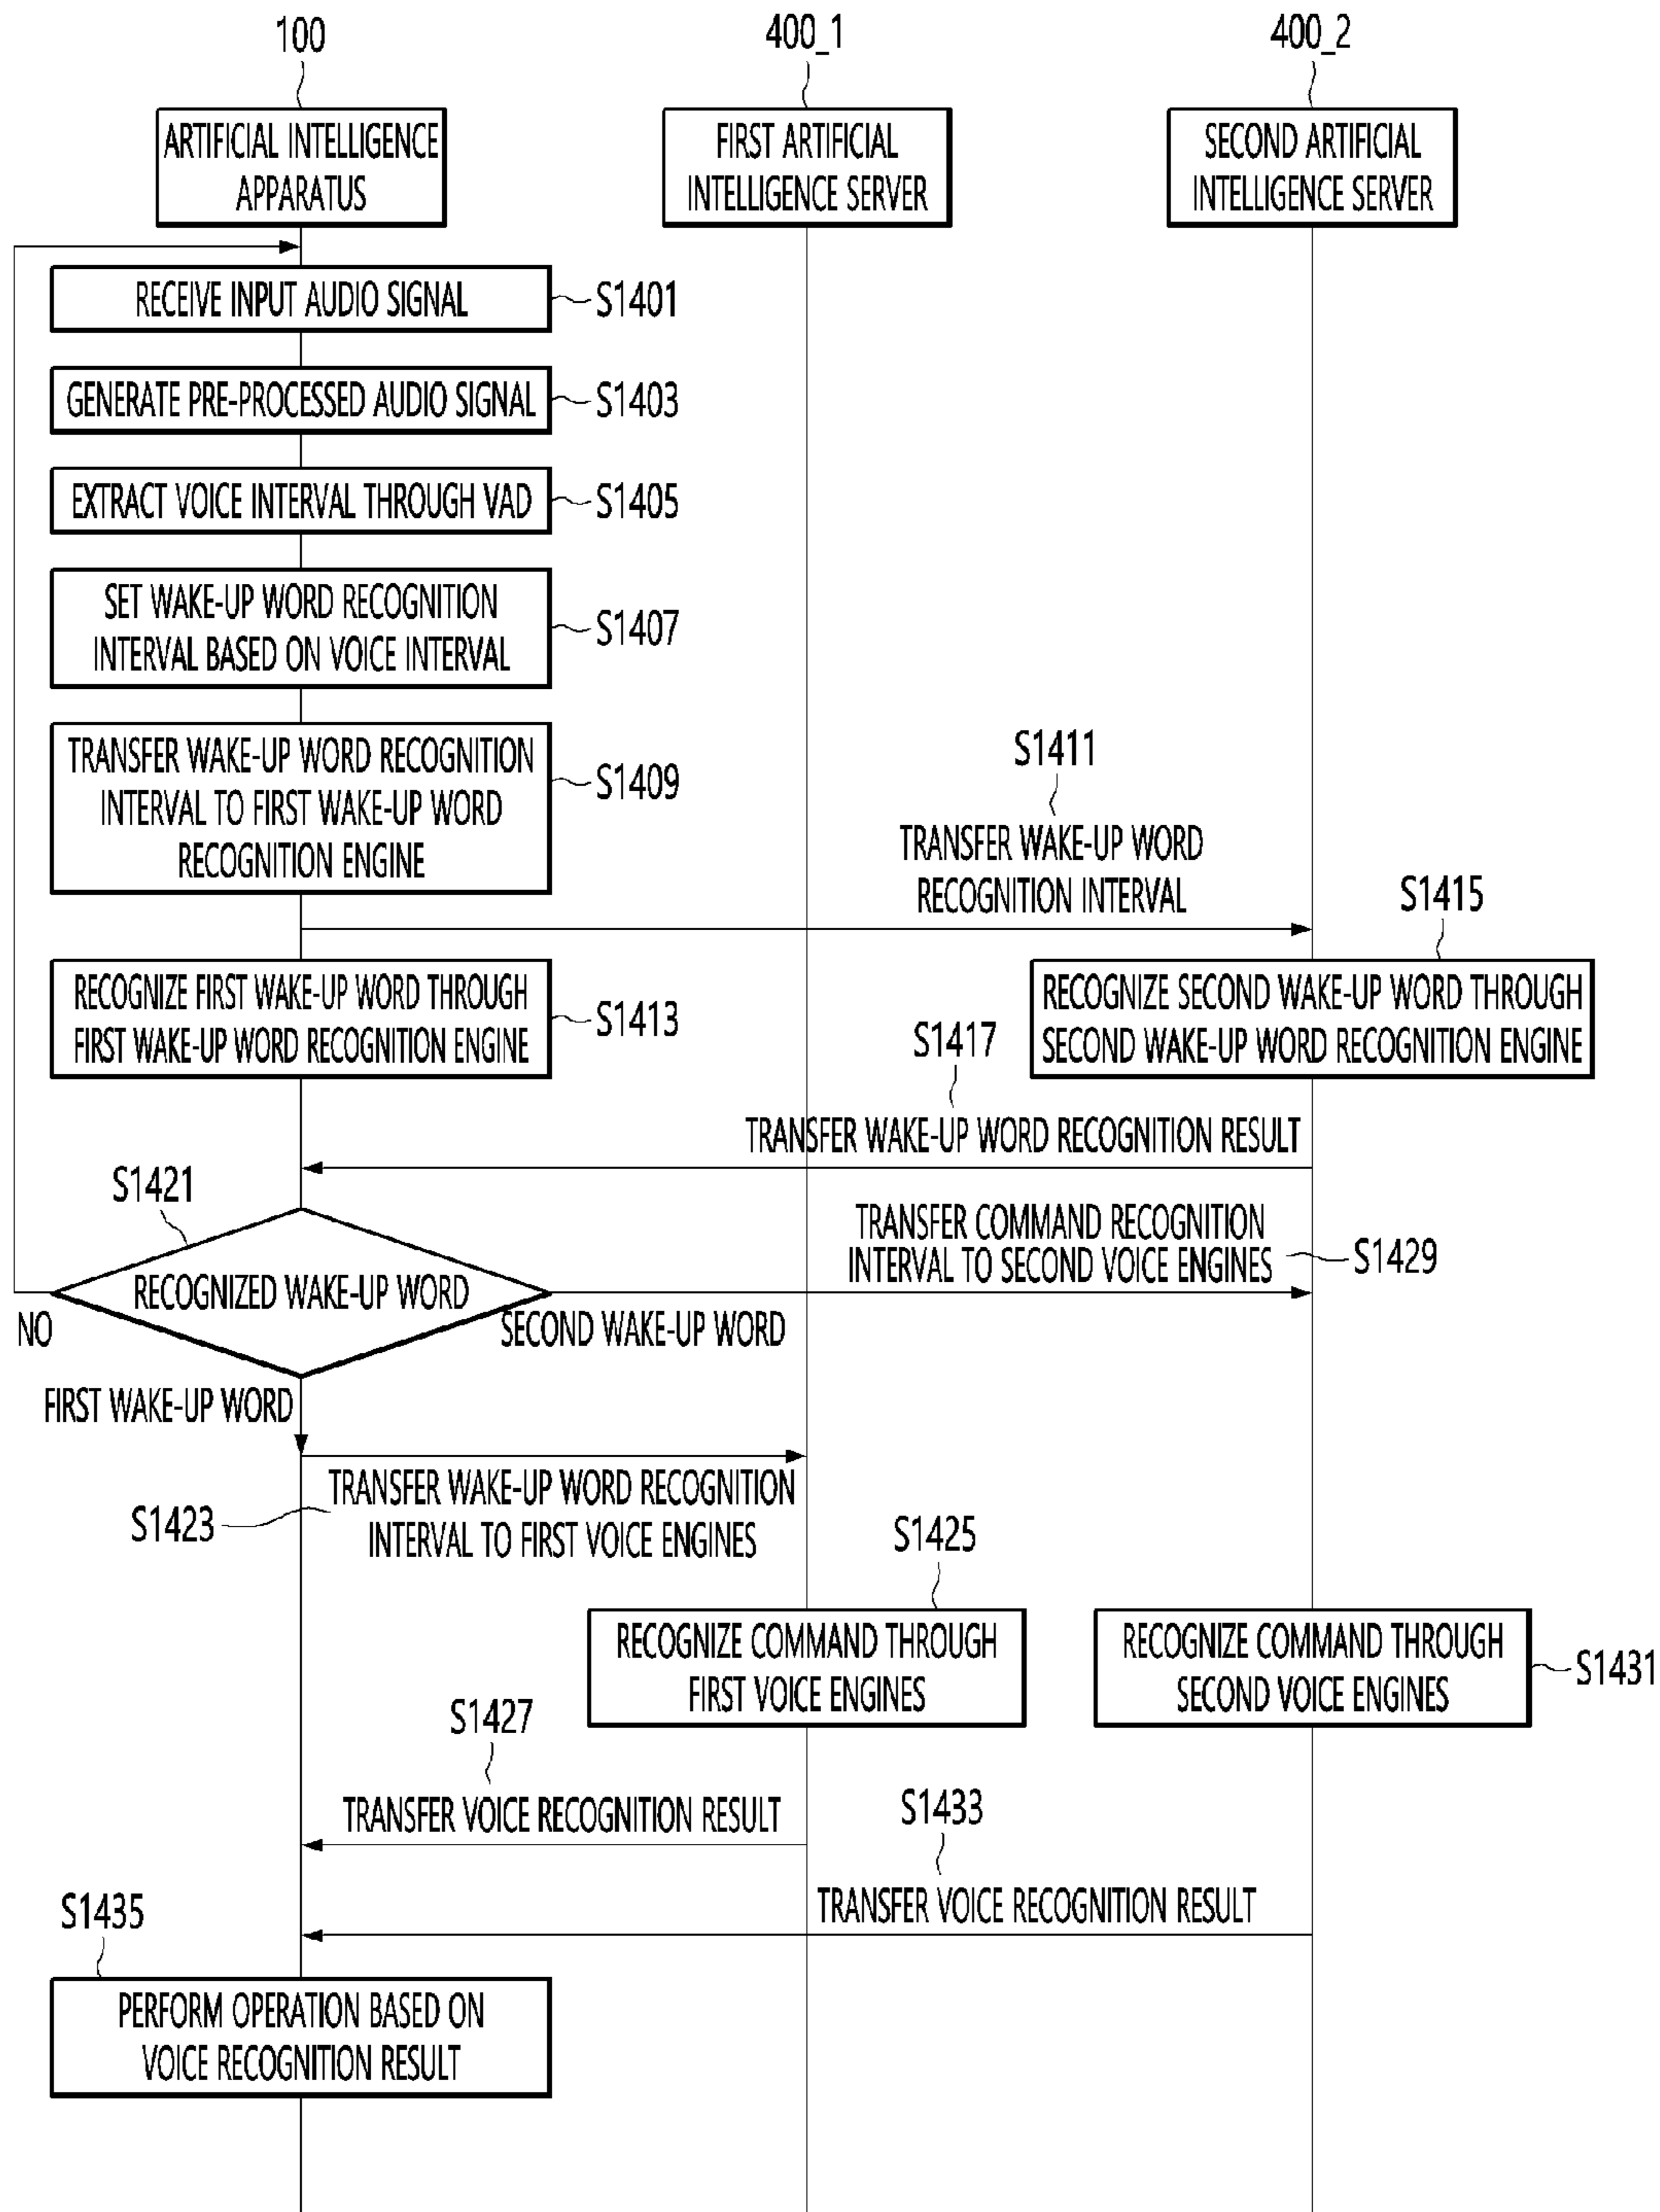 100
400_1
400_2
ARTIFICIAL INTELLIGENCE
APPARATUS
FIRST ARTIFICIAL
INTELLIGENCE SERVER
SECOND ARTIFICIAL
INTELLIGENCE SERVER
RECEIVE INPUT AUDIO SIGNAL
S1401
GENERATE PRE-PROCESSED AUDIO SIGNAL
S1403
EXTRACT VOICE INTERVAL THROUGH VAD
S1405
SET WAKE-UP WORD RECOGNITION
INTERVAL BASED ON VOICE INTERVAL
S1407
TRANSFER WAKE-UP WORD RECOGNITION
INTERVAL TO FIRST WAKE-UP WORD
RECOGNITION ENGINE
S1409
S1411
TRANSFER WAKE-UP WORD
RECOGNITION INTERVAL
RECOGNIZE FIRST WAKE-UP WORD THROUGH
FIRST WAKE-UP WORD RECOGNITION ENGINE
S1413
S1415
RECOGNIZE SECOND WAKE-UP WORD THROUGH
SECOND WAKE-UP WORD RECOGNITION ENGINE
S1417
TRANSFER WAKE-UP WORD RECOGNITION RESULT
S1421
RECOGNIZED WAKE-UP WORD
NO
SECOND WAKE-UP WORD
TRANSFER COMMAND RECOGNITION
INTERVAL TO SECOND VOICE ENGINES
S1429
FIRST WAKE-UP WORD
TRANSFER WAKE-UP WORD RECOGNITION
INTERVAL TO FIRST VOICE ENGINES
S1423
S1425
RECOGNIZE COMMAND THROUGH
FIRST VOICE ENGINES
RECOGNIZE COMMAND THROUGH
SECOND VOICE ENGINES
S1431
S1427
TRANSFER VOICE RECOGNITION RESULT
S1433
TRANSFER VOICE RECOGNITION RESULT
S1435
PERFORM OPERATION BASED ON
VOICE RECOGNITION RESULT